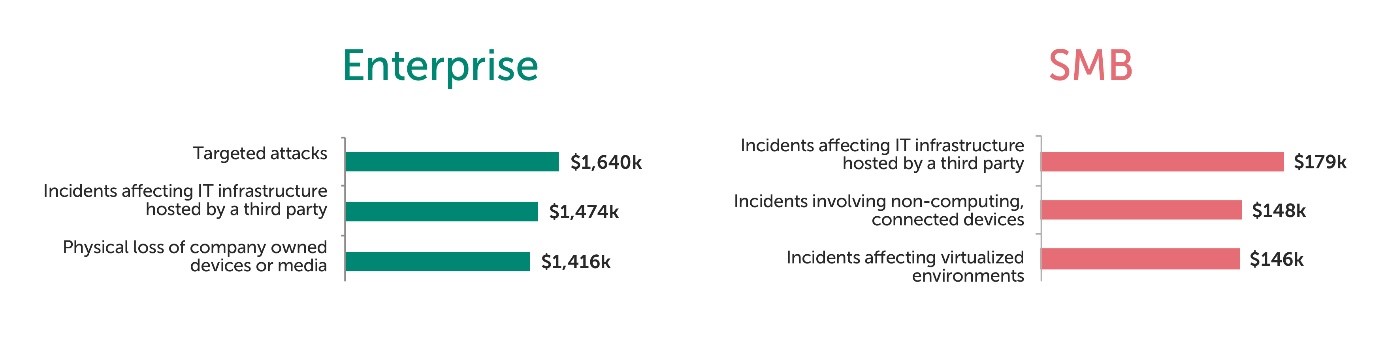 Enterprise
Targeted attacks
$1,640k
Incidents affecting IT infrastructure
hosted by a third party
$1,474k
Physical loss of company owned
devices or media
$1,416k
SMB
Incidents affecting IT infrastructure
hosted by a third party
$179k
Incidents involving non-computing,
connected devices
$148k
Incidents affecting virtualized
environments
$146k